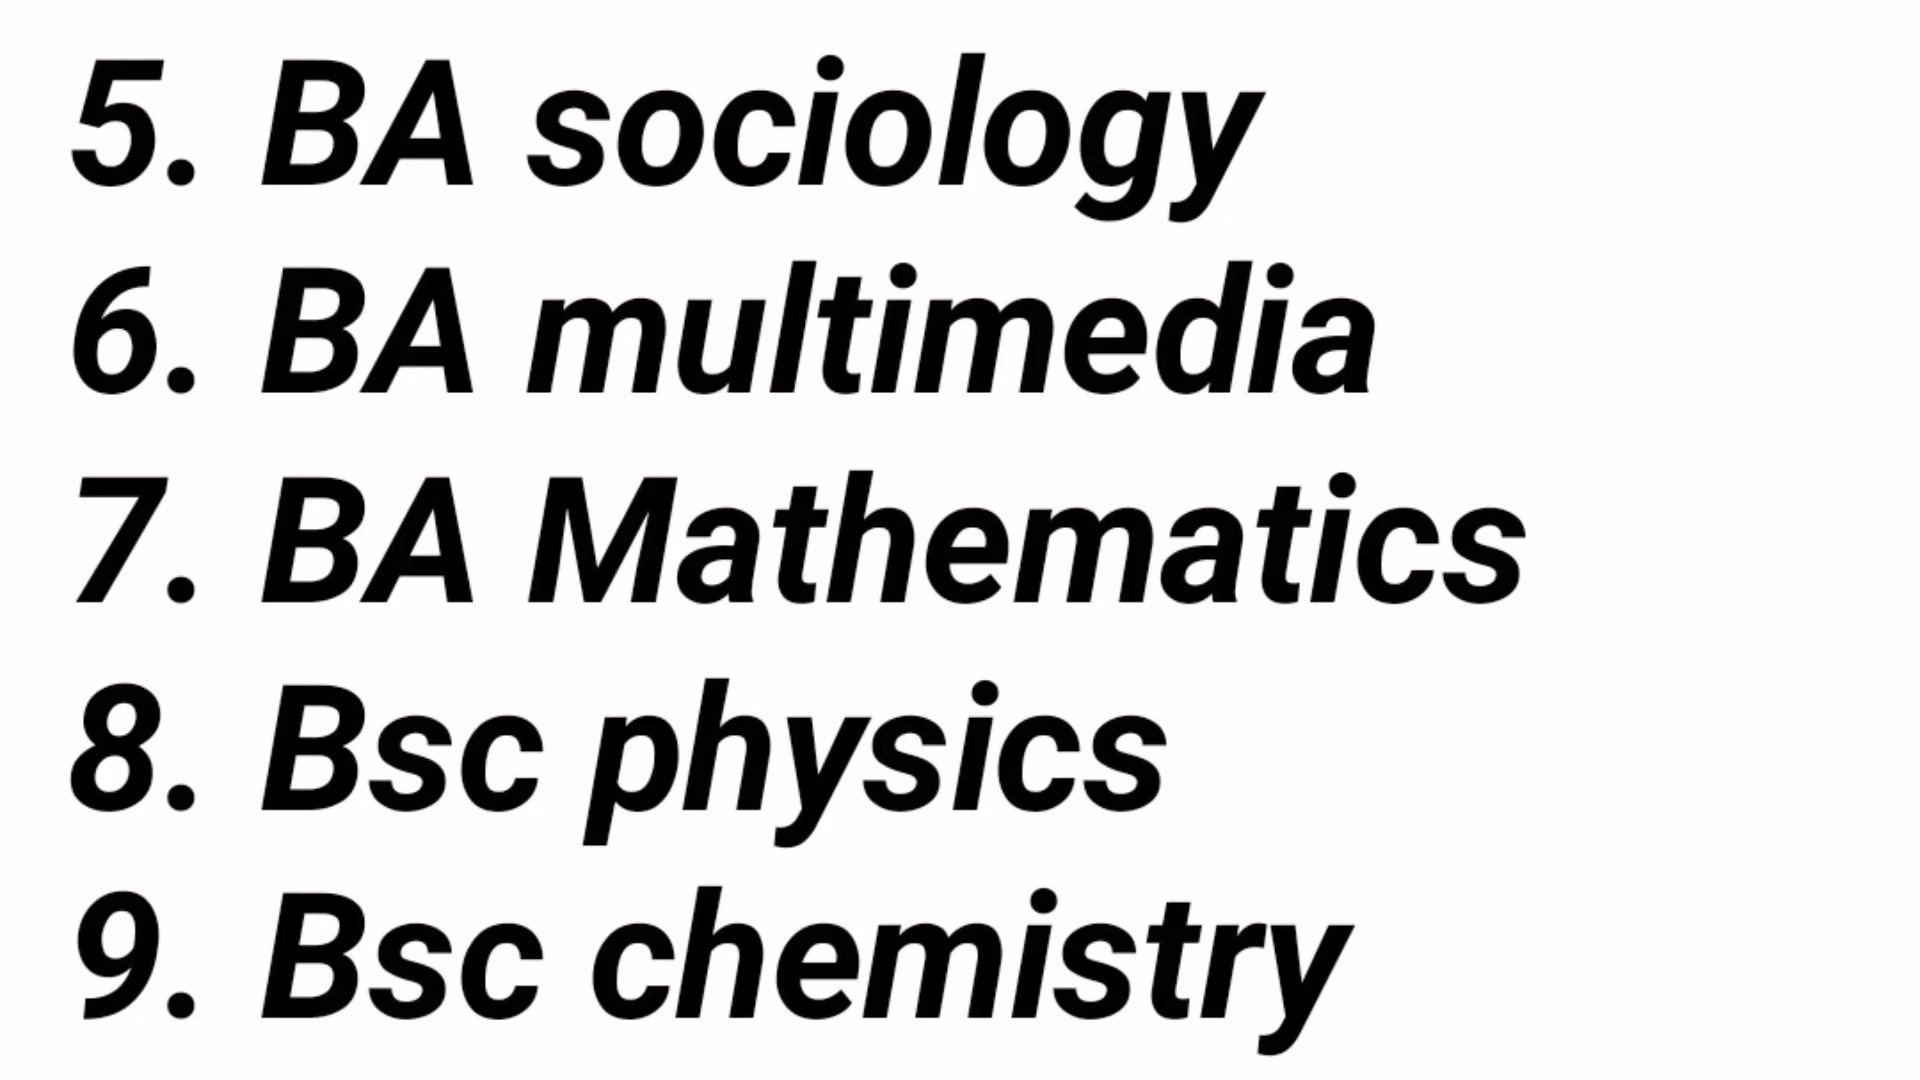 5. BA sociology
6. BA multimedia
7. BA Mathematics
8. Bsc physics
9. Bsc chemistry